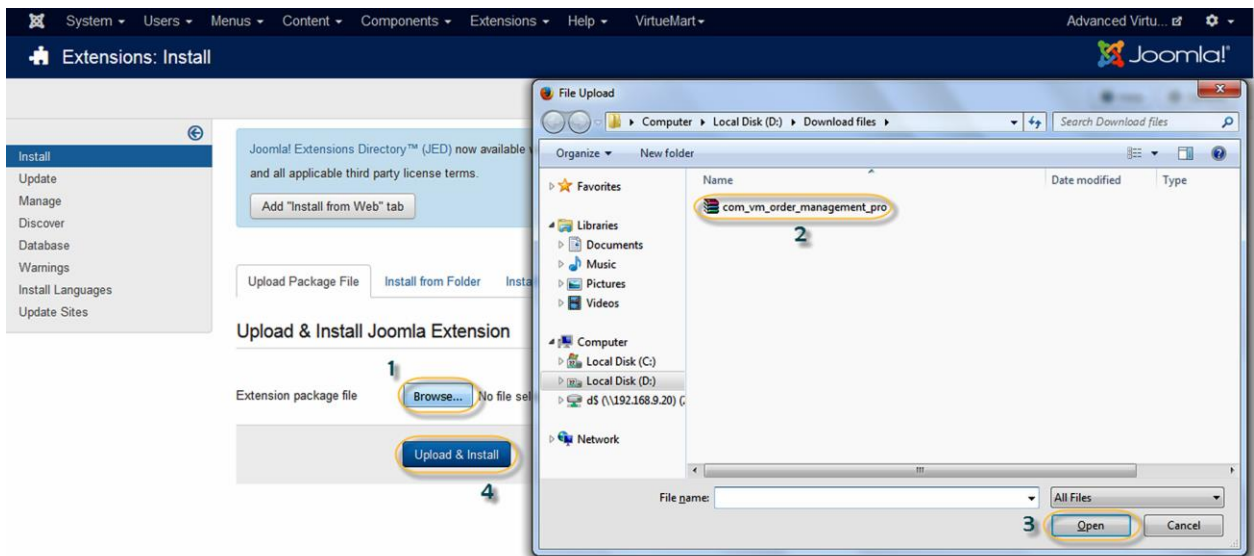 System Users Menus Content Components Extensions Help VirtueMart Advanced Virtu...
Extensions: Install Joomla!
Install
Update
Manage
Discover
Database
Warnings
Install Languages
Update Sites
Joomla! Extensions Directory™ (JED) now available
and all applicable third party license terms.
Add "Install from Web" tab
Upload Package File Install from Folder Insta
Upload & Install Joomla Extension
1
Extension package file Browse... No file sel
Upload & Install
4
File Upload
Computer Local Disk (D:) Download files Search Download files
Organize New folder
Name Date modified Type
Favorites
Libraries
Documents
Music
Pictures
Videos
Computer
Local Disk (C:)
Local Disk (D:)
d$ (\\192.168.9.20) (
Network
com_vm_order_management_pro
2
File name: All Files
3 Open Cancel